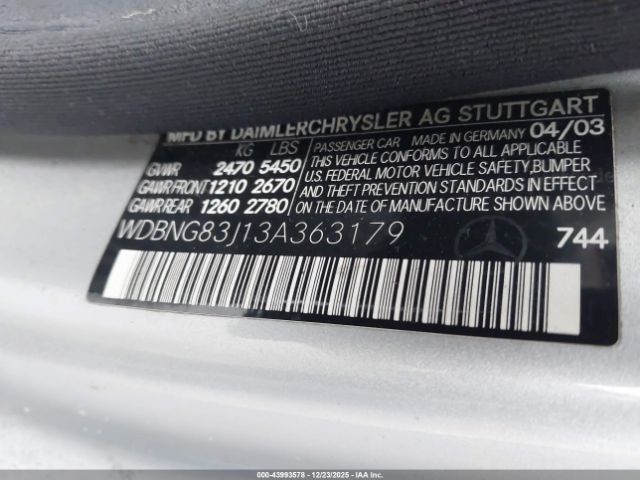 MFD BY DAIMLERCHRYSLER AG STUTTGART
KG LBS
GVWR 2470 5450
GAWR FRONT 1210 2670
GAWR REAR 1260 2780
PASSENGER CAR MADE IN GERMANY 04/03
THIS VEHICLE CONFORMS TO ALL APPLICABLE
U.S. FEDERAL MOTOR VEHICLE SAFETY, BUMPER
AND THEFT PREVENTION STANDARDS IN EFFECT
ON THE DATE OF MANUFACTURE SHOWN ABOVE
WDBNG83J13A363179
744
000-43993578 - 12/23/2025 - IAAI.COM